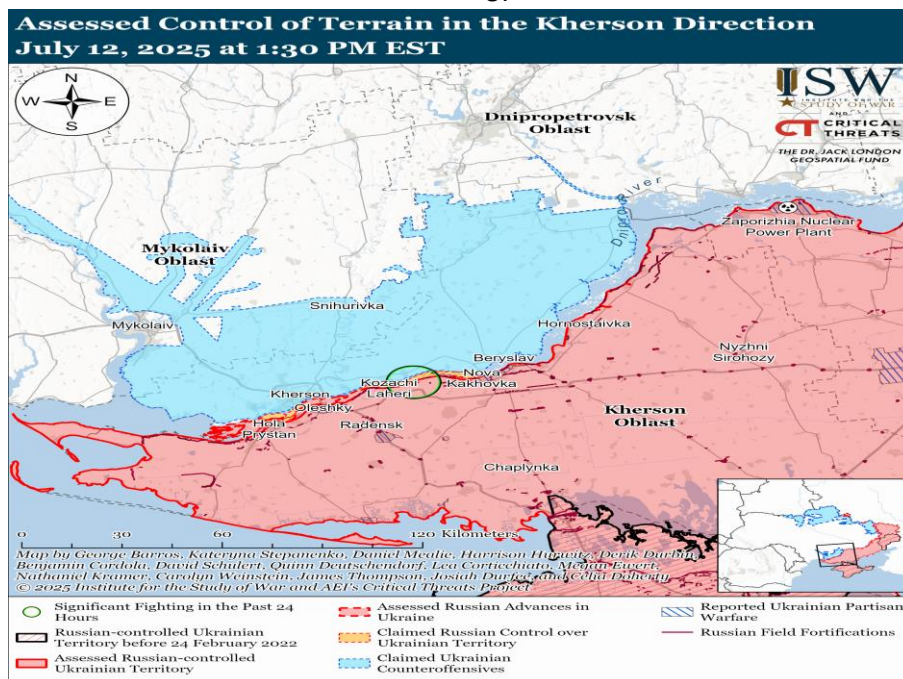 Assessed Control of Terrain in the Kherson Direction
July 12, 2025 at 1:30 PM EST
N
W E
S
ISW
INSTITUTE FOR THE
STUDY OF WAR
AND
CT CRITICAL
THREATS
THE DR. JACK LONDON
GEOSPATIAL FUND
Dnipropetrovsk
Oblast
Dnipro River
Zaporizhia Nuclear
Power Plant
Mykolaiv
Oblast
Snihurivka
Mykolaiv
Hornostaivka
Beryslav
Nyzhni
Sirohozy
Kozachi
Laheri
Nova
Kakhovka
Kherson
Oleshky
Hola
Prystan
Radensk
Kherson
Oblast
Chaplynka
0 30 60 120 Kilometers
Map by George Barros, Kateryna Stepanenko, Daniel Mealie, Harrison Hurwitz, Derik Durbin,
Benjamin Cordola, David Schulert, Quinn Deutschendorf, Lea Corticchiato, Megan Ewert,
Nathaniel Kramer, Carolyn Weinstein, James Thompson, Josiah and Celia Doherty
© 2025 Institute for the Study of War and AEI's Critical Threats Project
Significant Fighting in the Past 24
Hours
Russian-controlled Ukrainian
Territory before 24 February 2022
Assessed Russian-controlled
Ukrainian Territory
Assessed Russian Advances in
Ukraine
Claimed Russian Control over
Ukrainian Territory
Claimed Ukrainian
Counteroffensives
Reported Ukrainian Partisan
Warfare
Russian Field Fortifications